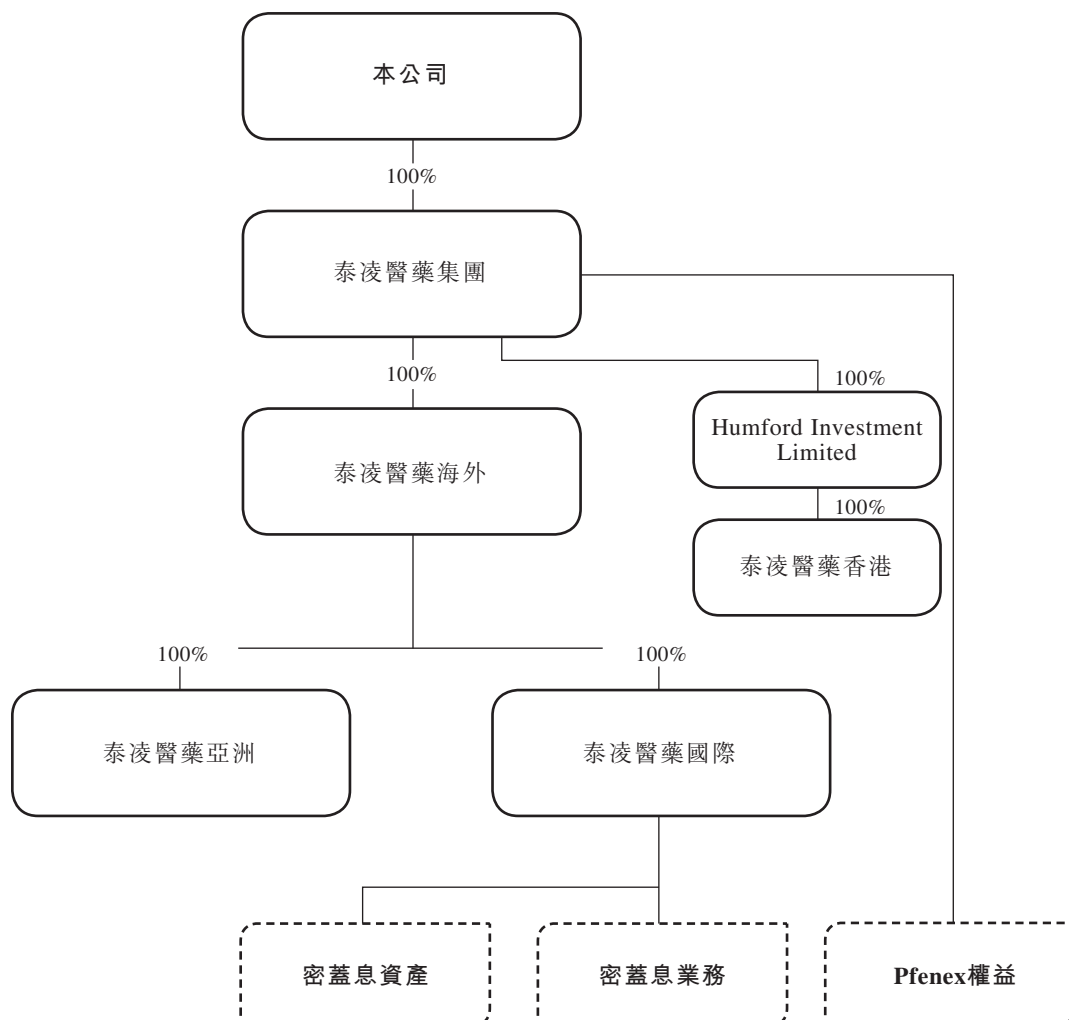 本公司
100%
泰凌醫藥集團
100%
100%
Humford Investment
Limited
泰凌醫藥海外
100%
泰凌醫藥香港
100%
100%
泰凌醫藥亞洲
泰凌醫藥國際
密蓋息資產
密蓋息業務
Pfenex權益